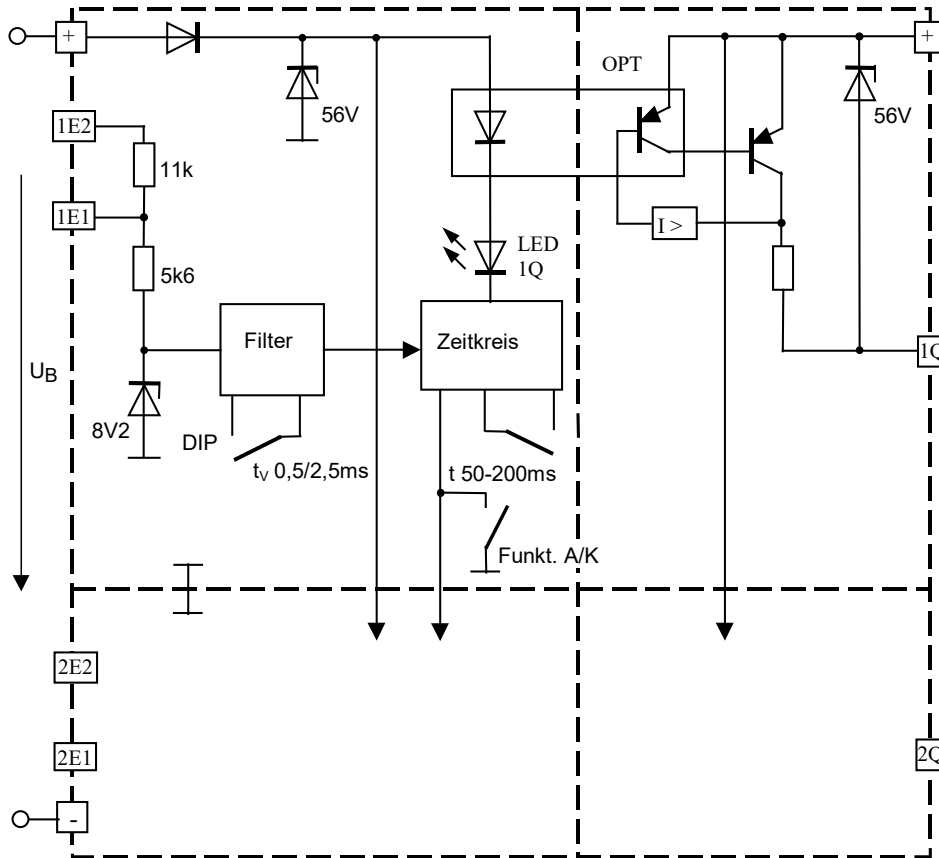 +
+
OPT
56V
56V
1E2
11k
1E1
I >
LED
1Q
5k6
Filter
Zeitkreis
1Q
UB
8V2
DIP
tV 0,5/2,5ms
t 50-200ms
Funkt. A/K
2E2
2E1
2Q
-